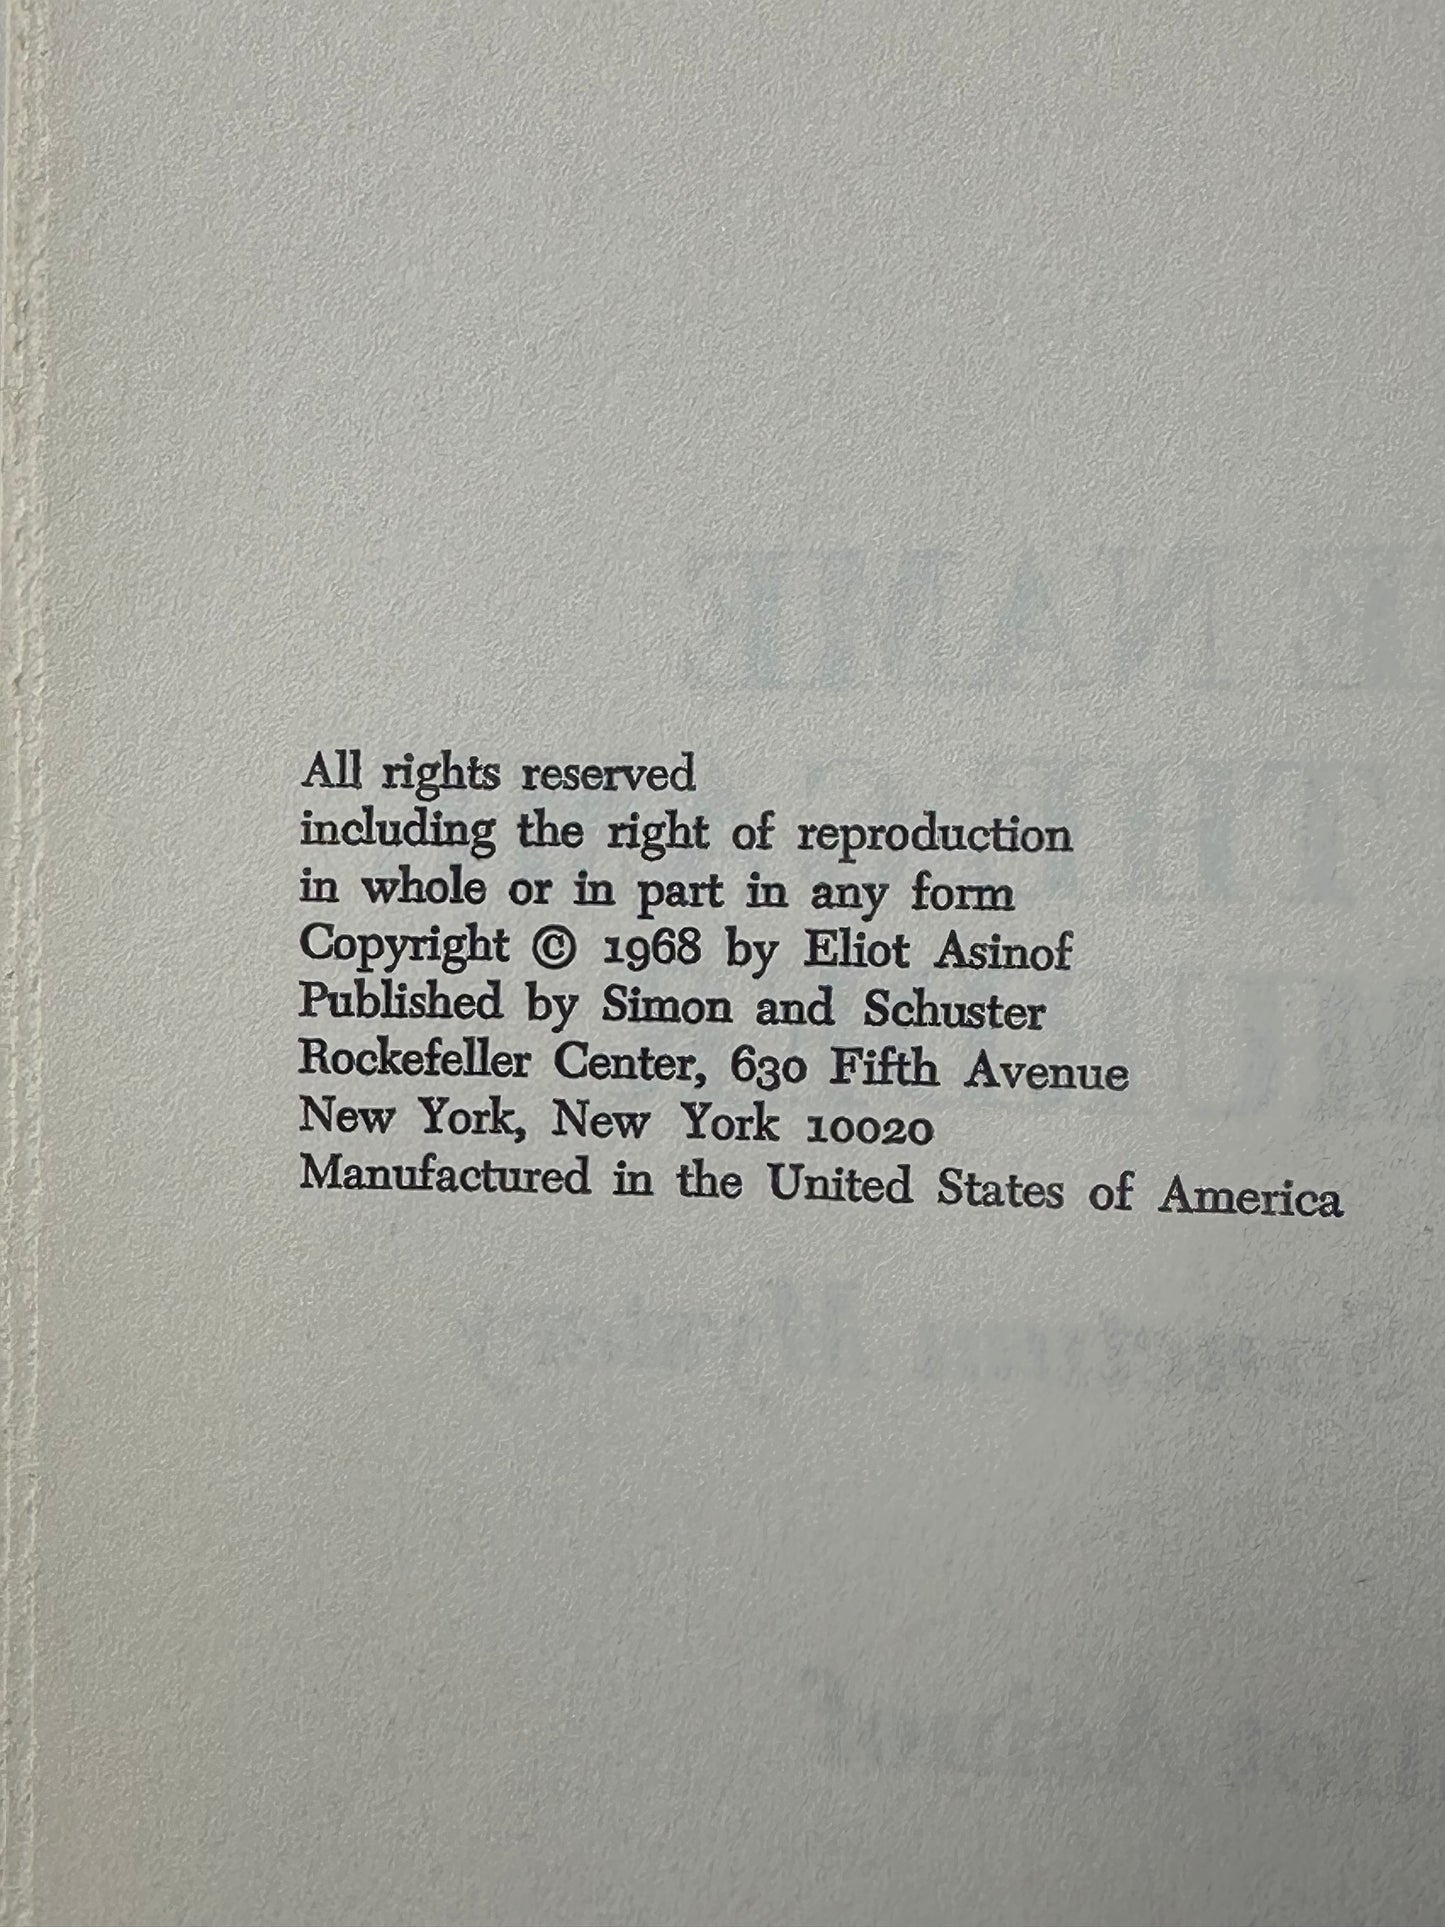 All rights reserved
including the right of reproduction
in whole or in part in any form
Copyright © 1968 by Eliot Asinof
Published by Simon and Schuster
Rockefeller Center, 630 Fifth Avenue
New York, New York 10020
Manufactured in the United States of America